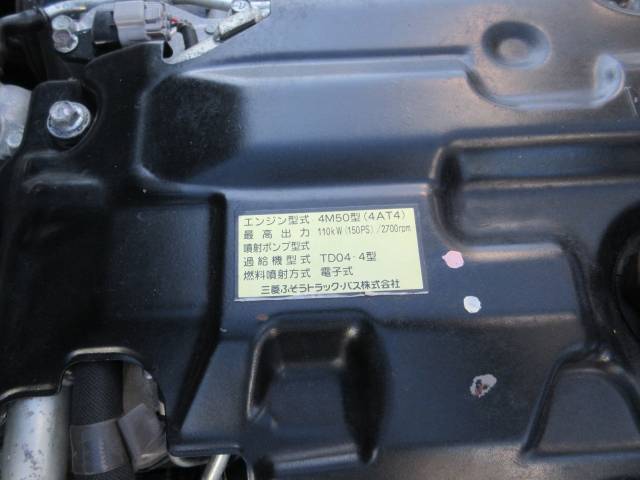 エンジン型式 4M50型(4AT4)
最高出力 110kW(150PS)/2700rpm
噴射ポンプ型式
過給機型式 TD04・4型
燃料噴射方式 電子式
三菱ふそうトラック・バス株式会社